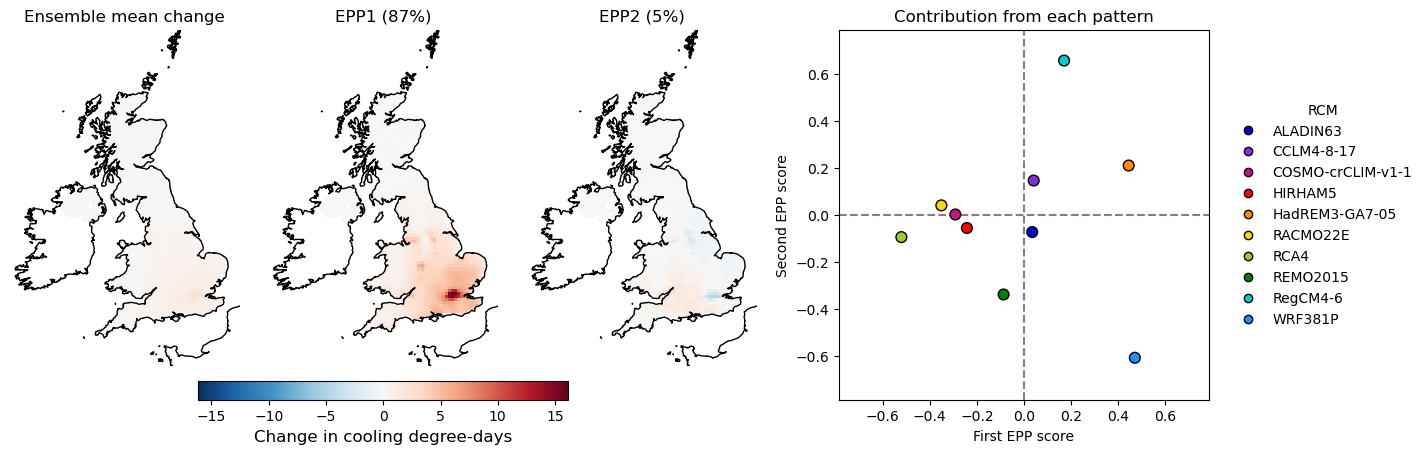 Ensemble mean change
EPP1 (87%)
EPP2 (5%)
Contribution from each pattern
Second EPP score
0.6
0.4
0.2
0.0
−0.2
−0.4
−0.6
−0.6 −0.4 −0.2 0.0 0.2 0.4 0.6
First EPP score
RCM
ALADIN63
CCLM4-8-17
COSMO-crCLIM-v1-1
HIRHAM5
HadREM3-GA7-05
RACMO22E
RCA4
REMO2015
RegCM4-6
WRF381P
−15 −10 −5 0 5 10 15
Change in cooling degree-days